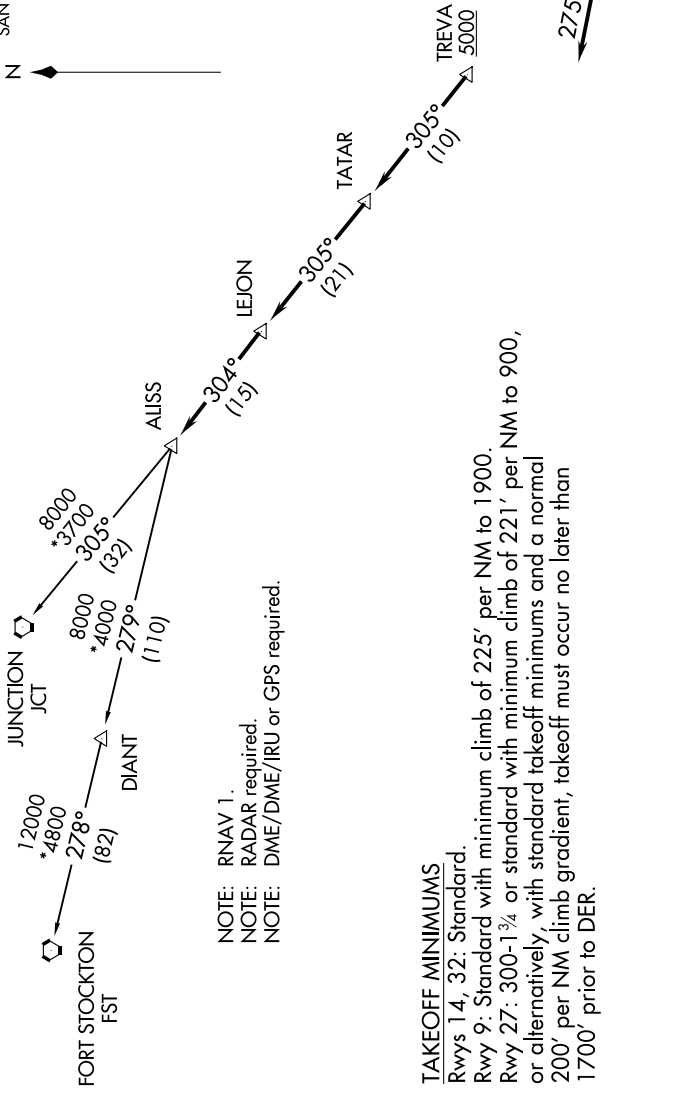 SAN
N
TREVA
5000
275
305°
(10)
TATAR
305°
(21)
LEJON
304°
(15)
ALISS
8000
*3700
305°
(32)
JUNCTION
JCT
8000
*4000
279°
(110)
DIANT
12000
*4800
278°
(82)
FORT STOCKTON
FST
NOTE: RNAV 1.
NOTE: RADAR required.
NOTE: DME/DME/IRU or GPS required.
TAKEOFF MINIMUMS
Rwys 14, 32: Standard.
Rwy 9: Standard with minimum climb of 225' per NM to 1900.
Rwy 27: 300-1¾ or standard with minimum climb of 221' per NM to 900,
or alternatively, with standard takeoff minimums and a normal
200' per NM climb gradient, takeoff must occur no later than
1700' prior to DER.